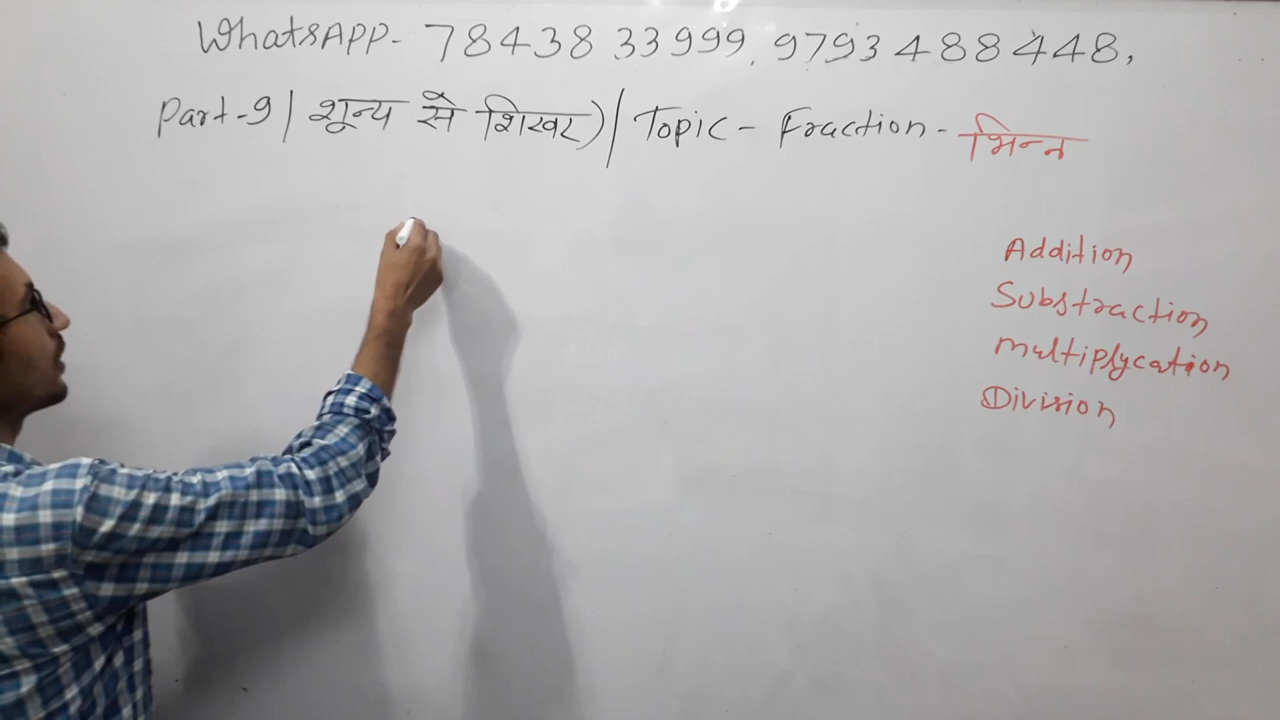 WhatsAPP- 78438 33999, 9793488448,
Part-9 | शून्य से शिखर) | Topic - Fraction - भिन्न
Addition
Substraction
multiplycation
Division